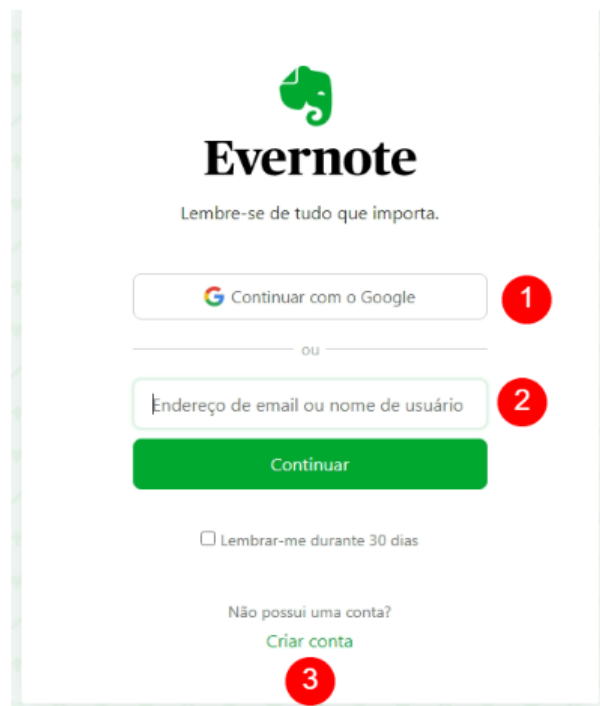 Evernote
Lembre-se de tudo que importa.
Continuar com o Google
1
ou
Endereço de email ou nome de usuário
2
Continuar
Lembrar-me durante 30 dias
Não possui uma conta?
Criar conta
3